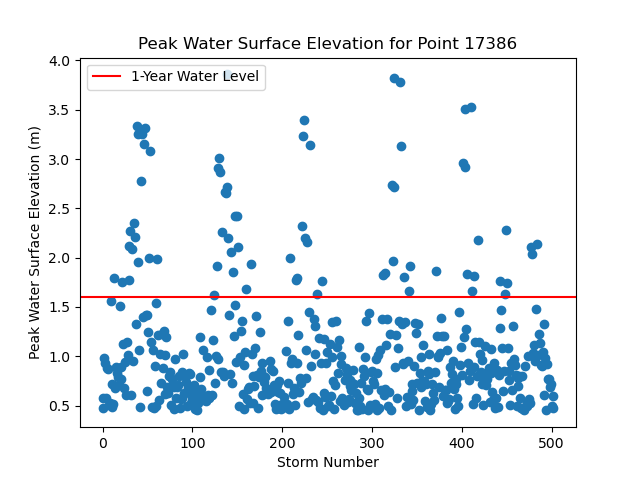 Peak Water Surface Elevation for Point 17386
1-Year Water Level
Peak Water Surface Elevation (m)
4.0
3.5
3.0
2.5
2.0
1.5
1.0
0.5
0 100 200 300 400 500
Storm Number